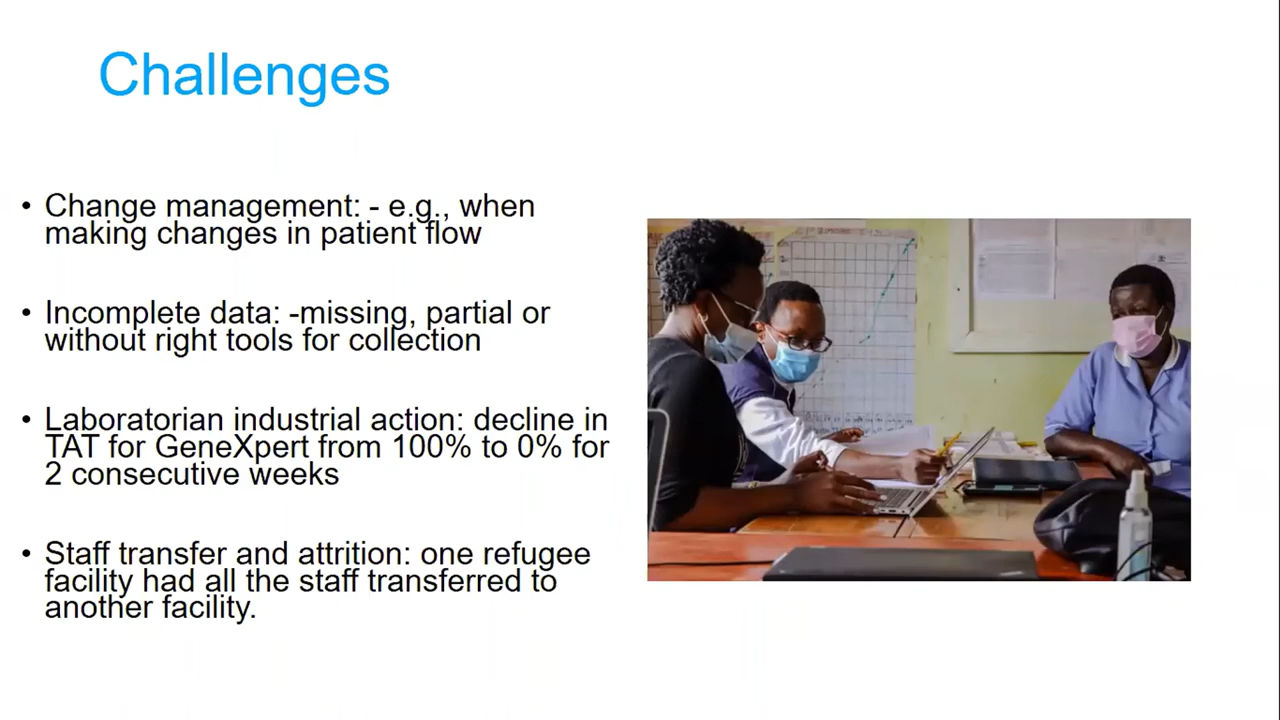 Challenges
• Change management: - e.g., when
making changes in patient flow
• Incomplete data: -missing, partial or
without right tools for collection
• Laboratorian industrial action: decline in
TAT for GeneXpert from 100% to 0% for
2 consecutive weeks
• Staff transfer and attrition: one refugee
facility had all the staff transferred to
another facility.